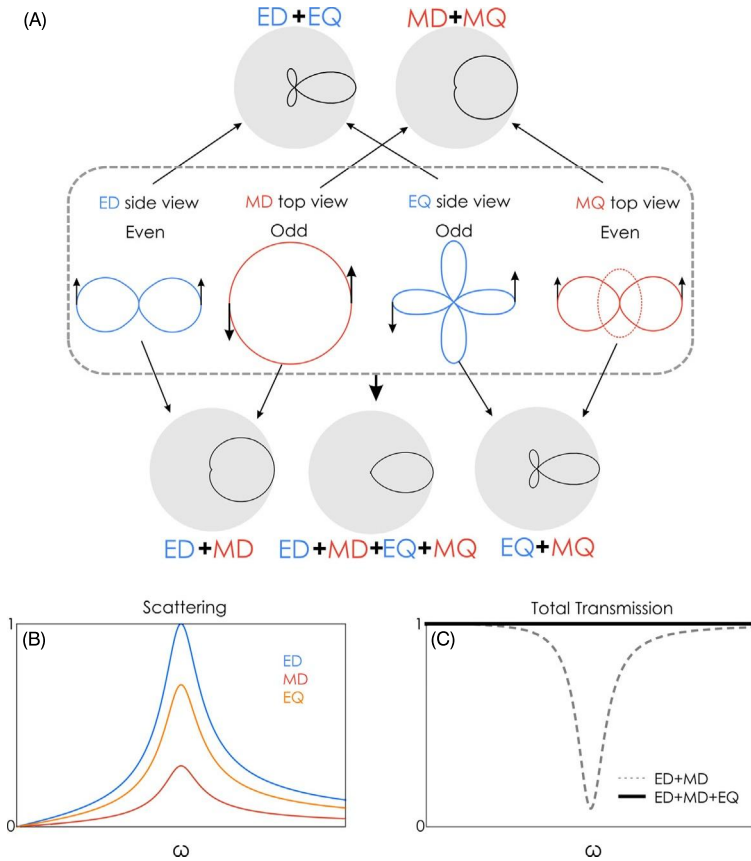 (A)
ED+EQ
MD+MQ
ED side view
Even
MD top view
Odd
EQ side view
Odd
MQ top view
Even
ED+MD
ED+MD+EQ+MQ
EQ+MQ
Scattering
1
(B)
ED
MD
EQ
0
ω
Total Transmission
1
(C)
ED+MD
ED+MD+EQ
0
ω